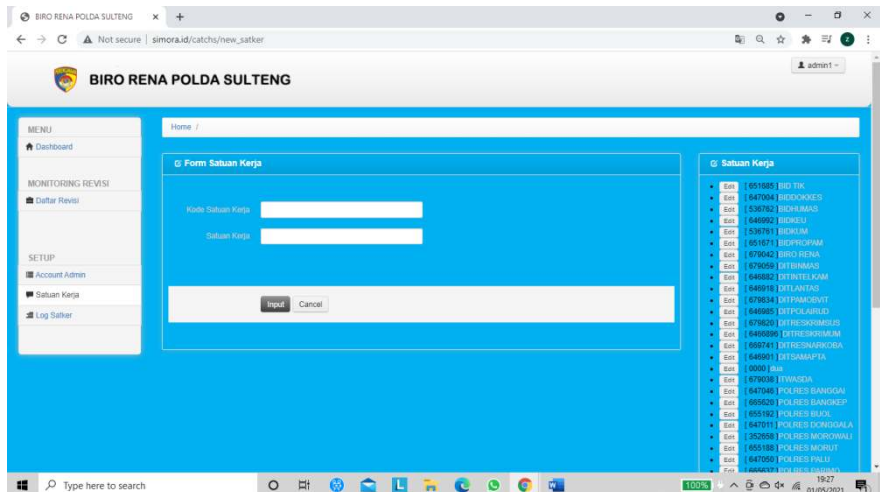 BIRO RENA POLDA SULTENG
Not secure | simora.id/catchs/new_satker
BIRO RENA POLDA SULTENG
admin1
MENU
Dashboard
MONITORING REVISI
Daftar Revisi
SETUP
Account Admin
Satuan Kerja
Log Satker
Home /
Form Satuan Kerja
Kode Satuan Kerja
Satuan Kerja
Input Cancel
Satuan Kerja
Edit [ 651685 ]BID TIK
Edit [ 647004 ]BIDDOKKES
Edit [ 536762 ]BIDHUMAS
Edit [ 646992 ]BIDKEU
Edit [ 536761 ]BIDKUM
Edit [ 651671 ]BIDPROPAM
Edit [ 679042 ]BIRO RENA
Edit [ 679059 ]DITBINMAS
Edit [ 646882 ]DITINTELKAM
Edit [ 646918 ]DITLANTAS
Edit [ 679634 ]DITPAMOBVIT
Edit [ 646985 ]DITPOLAIRUD
Edit [ 679820 ]DITRESKRIMSUS
Edit [ 6466896 ]DITRESKRIMUM
Edit [ 669741 ]DITRESNARKOBA
Edit [ 646901 ]DITSAMAPTA
Edit [ 0000 ]dua
Edit [ 679038 ]ITWASDA
Edit [ 647046 ]POLRES BANGGAI
Edit [ 665620 ]POLRES BANGKEP
Edit [ 655192 ]POLRES BUOL
Edit [ 647011 ]POLRES DONGGALA
Edit [ 352658 ]POLRES MOROWALI
Edit [ 655188 ]POLRES MORUT
Edit [ 647050 ]POLRES PALU
Edit [ 665637 ]POLRES PARIMO
Type here to search
100%
19:27
01/05/2021